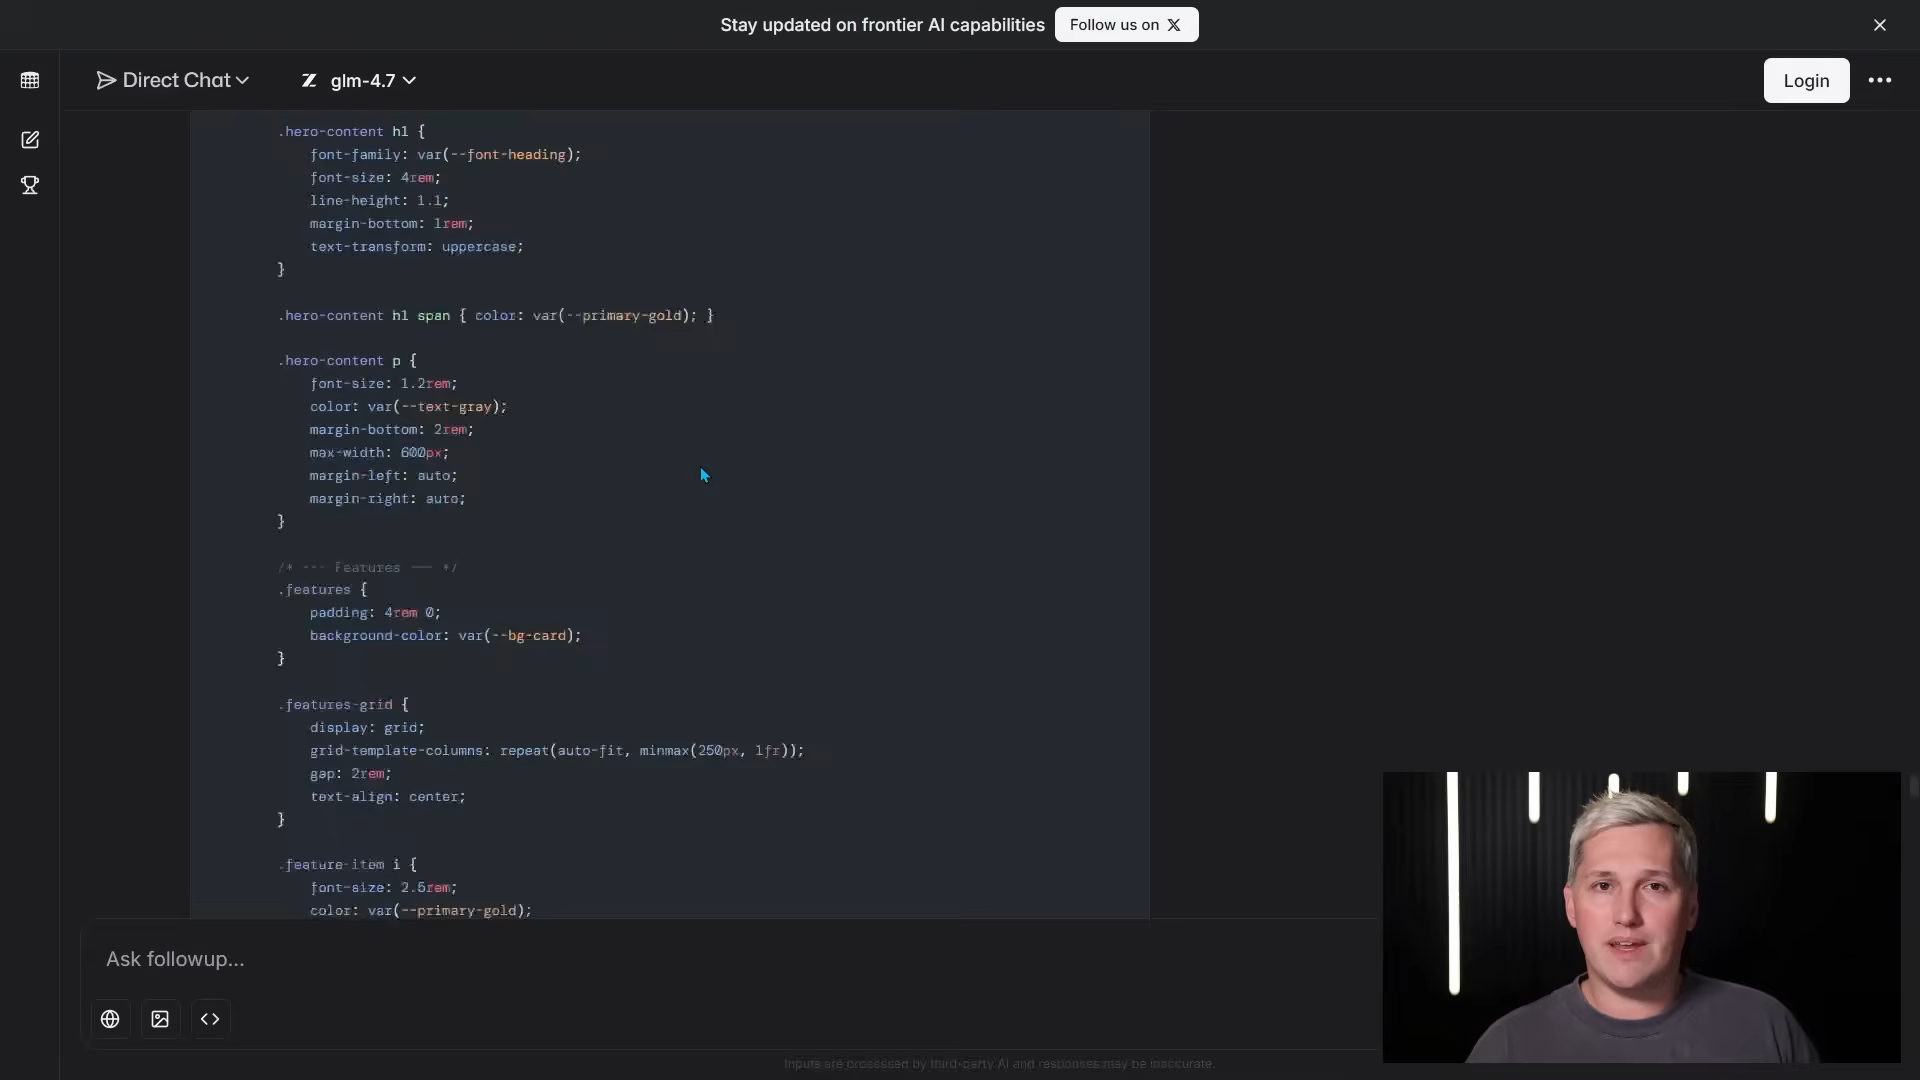 Stay updated on frontier AI capabilities Follow us on X
Direct Chat glm-4.7 Login
.hero-content h1 {
font-family: var(--font-heading);
font-size: 4rem;
line-height: 1.1;
margin-bottom: 1rem;
text-transform: uppercase;
}
.hero-content h1 span { color: var(--primary-gold); }
.hero-content p {
font-size: 1.2rem;
color: var(--text-gray);
margin-bottom: 2rem;
max-width: 600px;
margin-left: auto;
margin-right: auto;
}
/* --- Features --- */
.features {
padding: 4rem 0;
background-color: var(--bg-card);
}
.features-grid {
display: grid;
grid-template-columns: repeat(auto-fit, minmax(250px, 1fr));
gap: 2rem;
text-align: center;
}
.feature-item i {
font-size: 2.5rem;
color: var(--primary-gold);
Ask followup...
Inputs are processed by third-party AI and responses may be inaccurate.